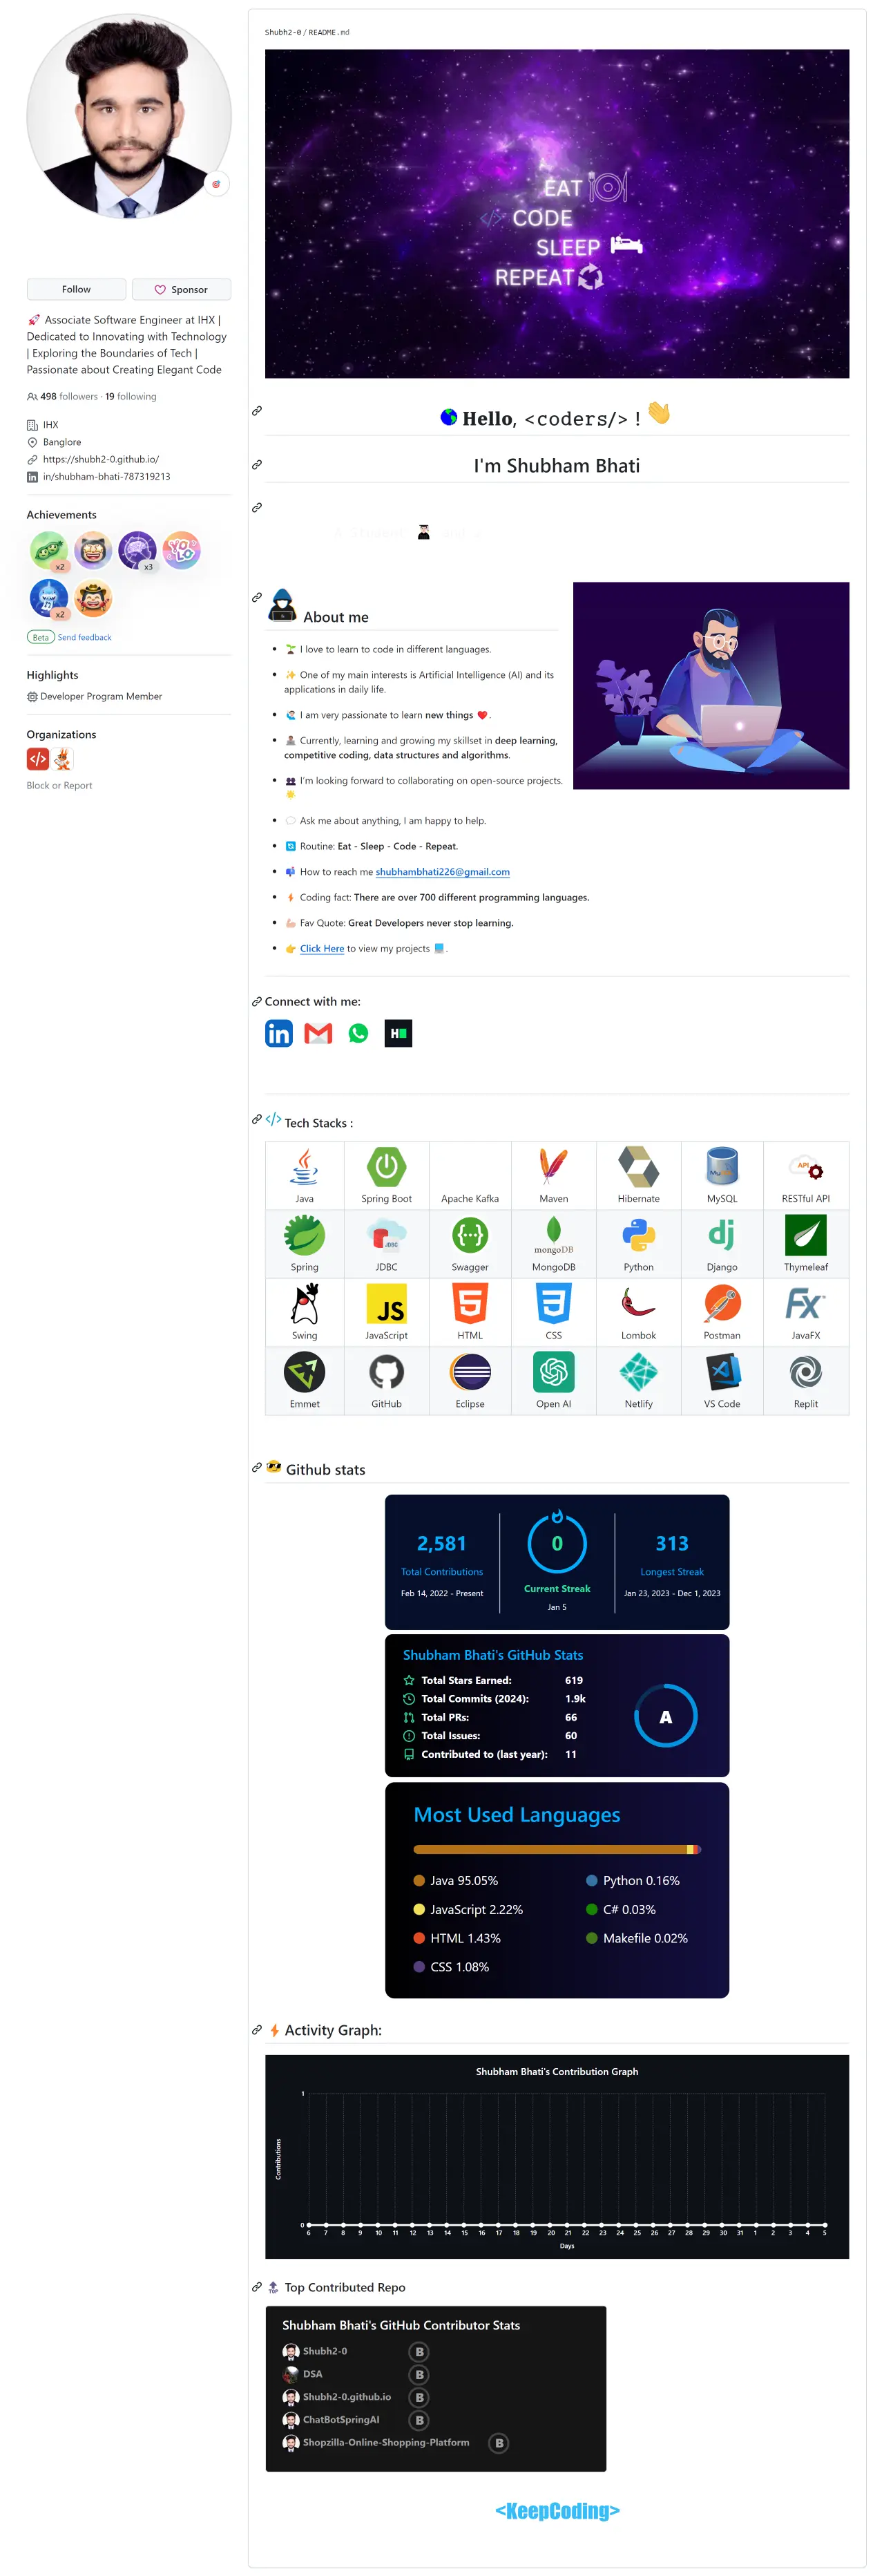 Follow
Sponsor
🚀 Associate Software Engineer at IHX |
Dedicated to Innovating with Technology
| Exploring the Boundaries of Tech |
Passionate about Creating Elegant Code
498 followers · 19 following
IHX
Banglore
https://shubh2-0.github.io/
in/shubham-bhati-787319213
Achievements
x2
x3
YOLO
x2
Beta Send feedback
Highlights
Developer Program Member
Organizations
</>
Block or Report
Shubh2-0 / README.md
EAT
</> CODE
SLEEP
REPEAT
Hello, <coders/> !
I'm Shubham Bhati
A student and
About me
I love to learn to code in different languages.
One of my main interests is Artificial Intelligence (AI) and its
applications in daily life.
I am very passionate to learn new things ❤️.
Currently, learning and growing my skillset in deep learning,
competitive coding, data structures and algorithms.
I'm looking forward to collaborating on open-source projects.
Ask me about anything, I am happy to help.
Routine: Eat - Sleep - Code - Repeat.
How to reach me shubhambhati226@gmail.com
Coding fact: There are over 700 different programming languages.
Fav Quote: Great Developers never stop learning.
Click Here to view my projects .
Connect with me:
in
H
</> Tech Stacks :
MySQL
API
Java Spring Boot Apache Kafka Maven Hibernate MySQL RESTful API
JDBC
{···}
mongoDB
dj
Spring JDBC Swagger MongoDB Python Django Thymeleaf
JS
5
3
FX
Swing JavaScript HTML CSS Lombok Postman JavaFX
Emmet GitHub Eclipse Open AI Netlify VS Code Replit
Github stats
2,581
Total Contributions
Feb 14, 2022 - Present
0
Current Streak
Jan 5
313
Longest Streak
Jan 23, 2023 - Dec 1, 2023
Shubham Bhati's GitHub Stats
Total Stars Earned: 619
Total Commits (2024): 1.9k
Total PRs: 66
Total Issues: 60
Contributed to (last year): 11
A
Most Used Languages
Java 95.05%
JavaScript 2.22%
HTML 1.43%
CSS 1.08%
Python 0.16%
C# 0.03%
Makefile 0.02%
Activity Graph:
Shubham Bhati's Contribution Graph
1
Contributions
0
6 7 8 9 10 11 12 13 14 15 16 17 18 19 20 21 22 23 24 25 26 27 28 29 30 31 1 2 3 4 5
Days
TOP
Top Contributed Repo
Shubham Bhati's GitHub Contributor Stats
Shubh2-0 B
DSA B
Shubh2-0.github.io B
ChatBotSpringAI B
Shopzilla-Online-Shopping-Platform B
<KeepCoding>